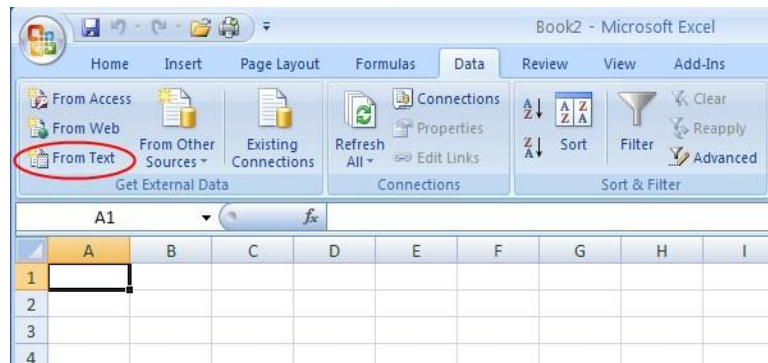 Book2 - Microsoft Excel
Home Insert Page Layout Formulas Data Review View Add-Ins
From Access
From Web
From Text
From Other
Sources
Get External Data
Existing
Connections
Refresh
All
Connections
Properties
Edit Links
Connections
A Z
Z A
A Z
Z A
Sort
Filter
Clear
Reapply
Advanced
Sort & Filter
A1 fx
A B C D E F G H I
1
2
3
4